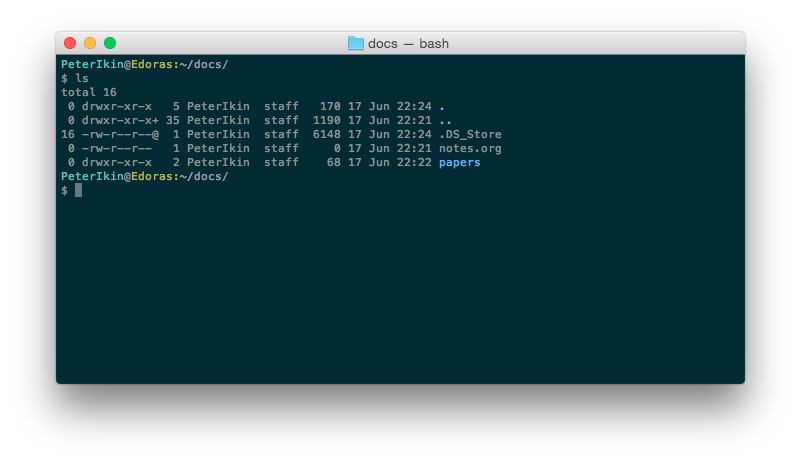 docs — bash
PeterIkin@Edoras:~/docs/
$ ls
total 16
 0 drwxr-xr-x   5 PeterIkin  staff   170 17 Jun 22:24 .
 0 drwxr-xr-x+ 35 PeterIkin  staff  1190 17 Jun 22:21 ..
16 -rw-r--r--@  1 PeterIkin  staff  6148 17 Jun 22:24 .DS_Store
 0 -rw-r--r--   1 PeterIkin  staff     0 17 Jun 22:21 notes.org
 0 drwxr-xr-x   2 PeterIkin  staff    68 17 Jun 22:22 papers
PeterIkin@Edoras:~/docs/
$